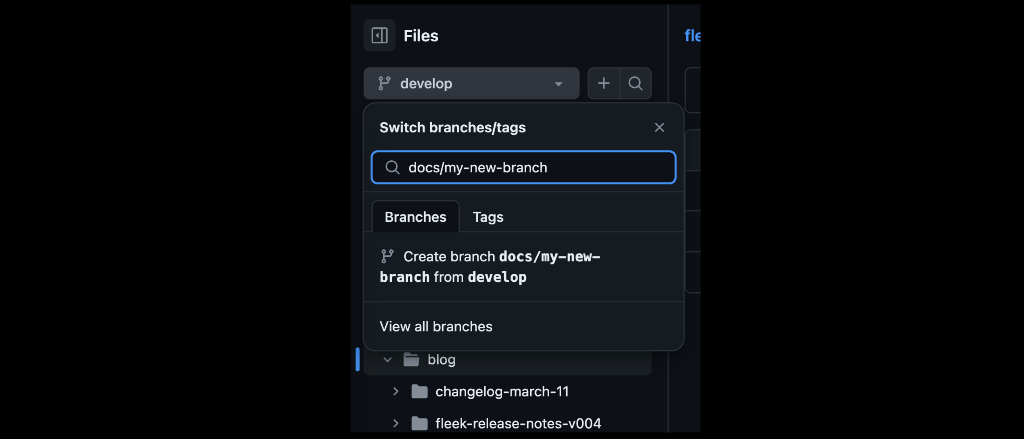 Files
fle
develop
Switch branches/tags
docs/my-new-branch
Branches Tags
Create branch docs/my-new-
branch from develop
View all branches
blog
changelog-march-11
fleek-release-notes-v004